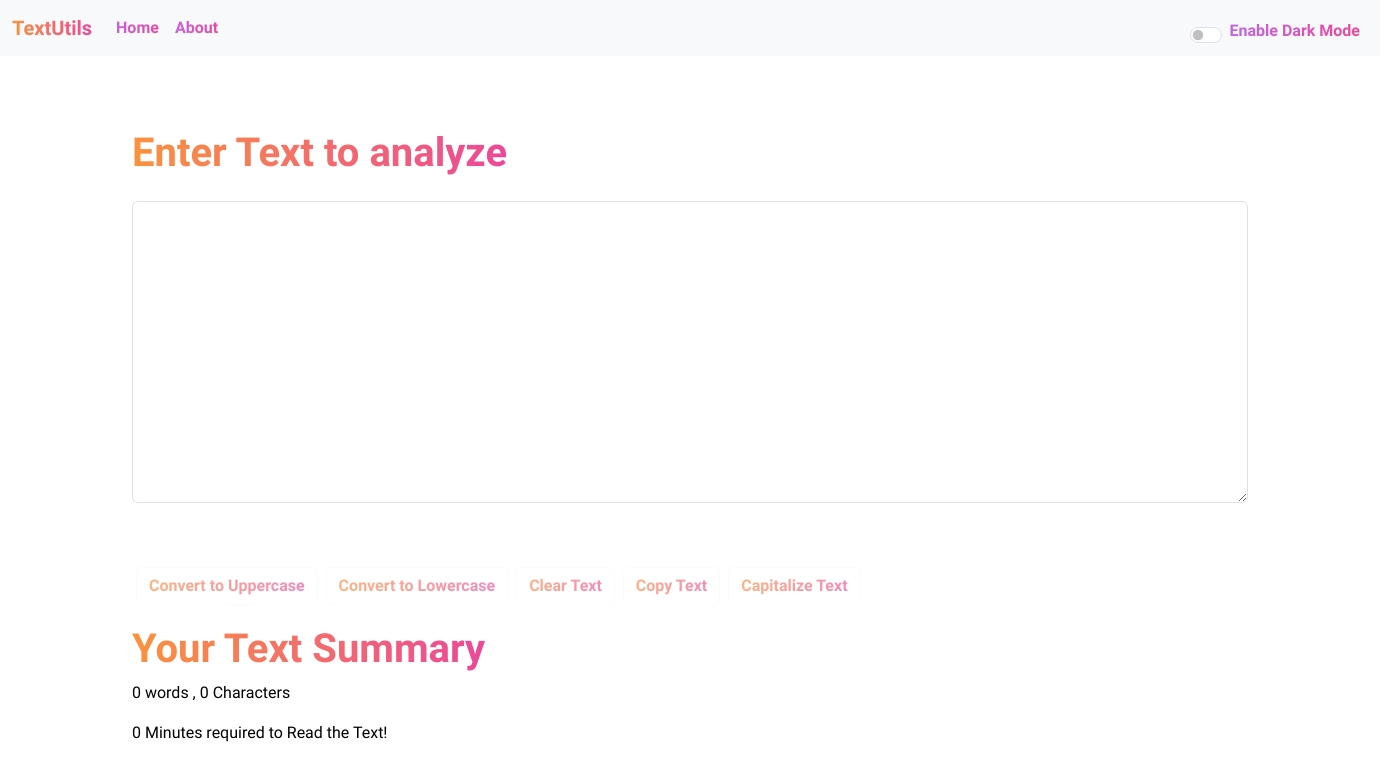 TextUtils Home About Enable Dark Mode
Enter Text to analyze
Convert to Uppercase Convert to Lowercase Clear Text Copy Text Capitalize Text
Your Text Summary
0 words , 0 Characters
0 Minutes required to Read the Text!